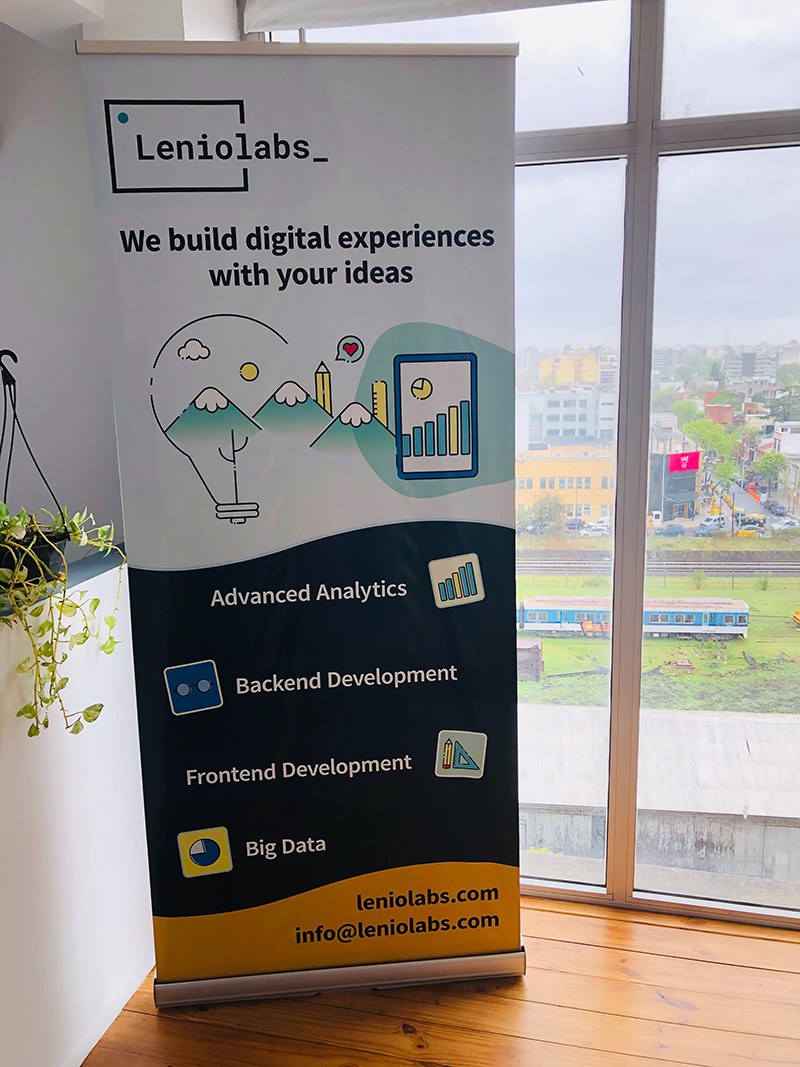 Leniolabs_
We build digital experiences
with your ideas
Advanced Analytics
Backend Development
Frontend Development
Big Data
leniolabs.com
info@leniolabs.com